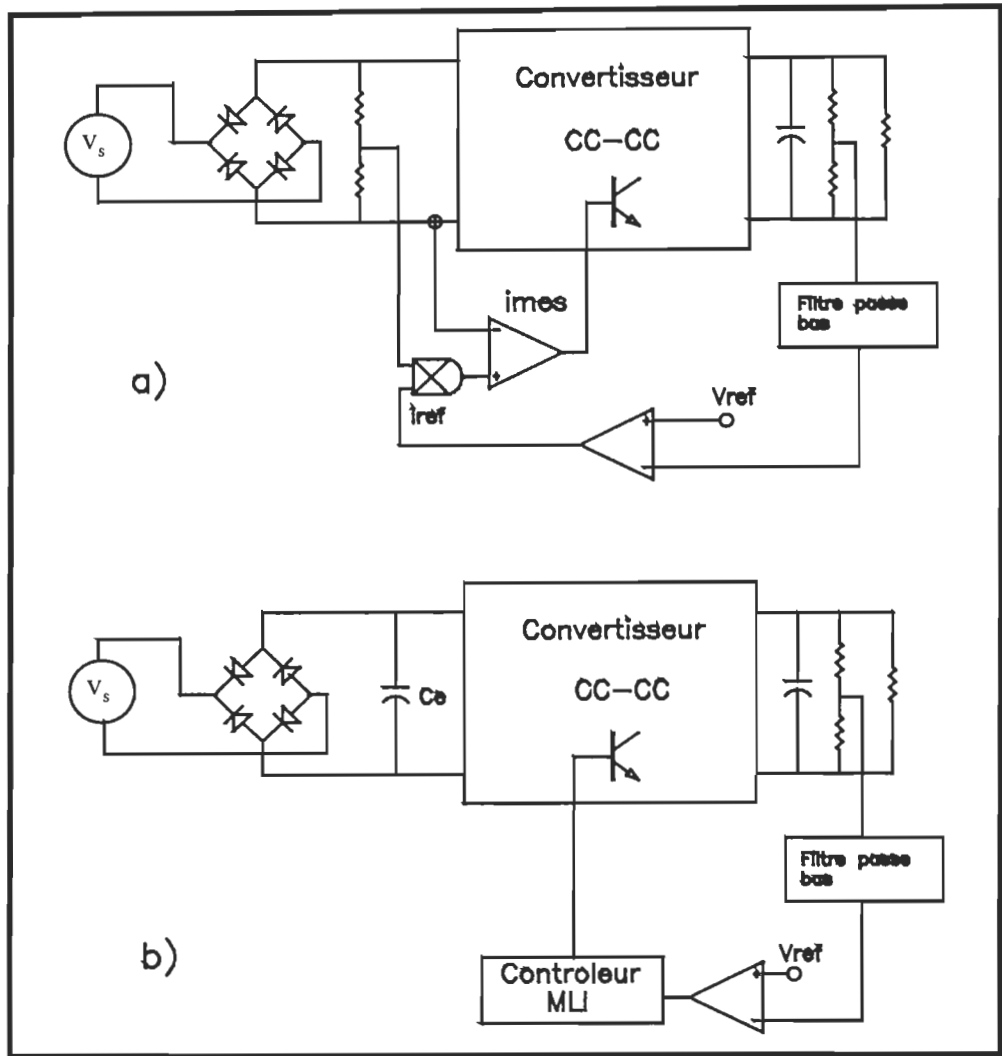 Convertisseur
CC-CC
Vs
imes
Filtre passe
bas
a)
iref
Vref
Convertisseur
CC-CC
Vs
Ce
Filtre passe
bas
b)
Controleur
MLI
Vref